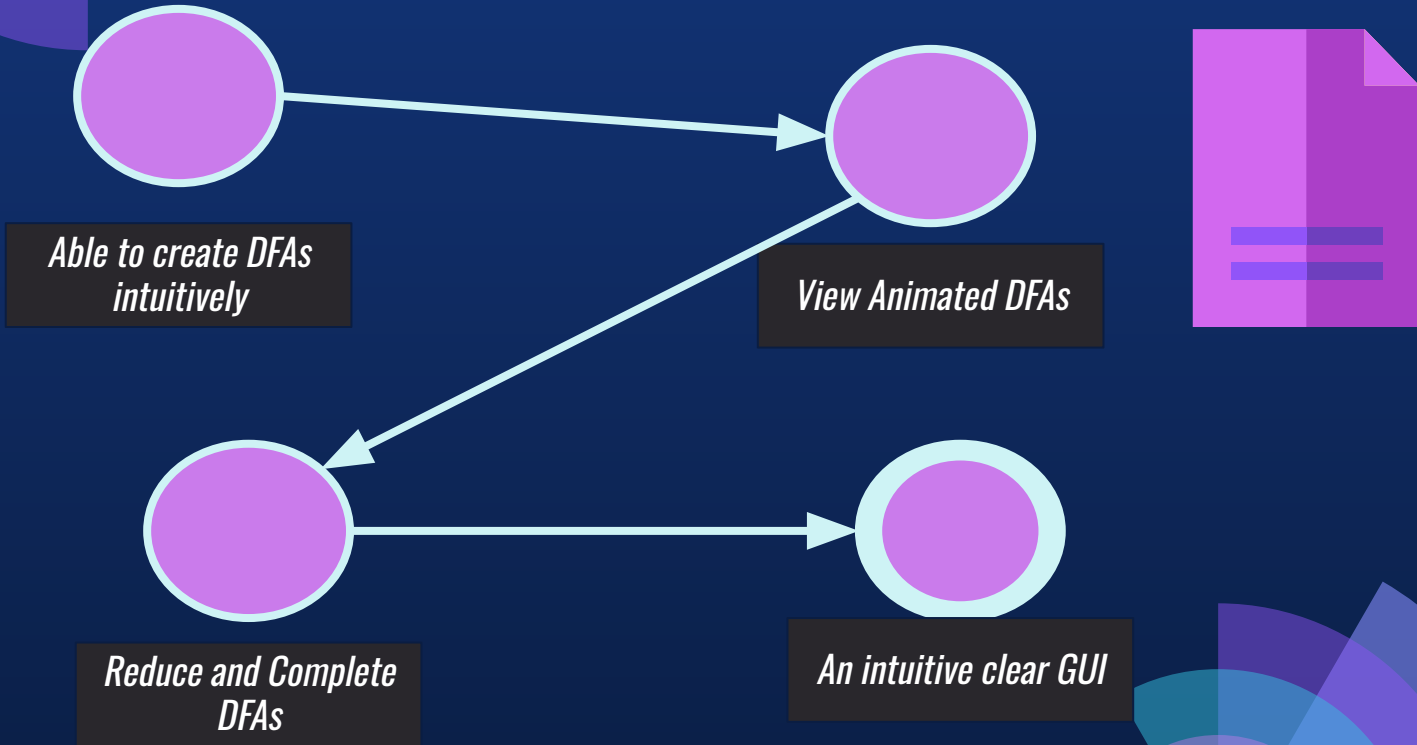 Able to create DFAs
intuitively
View Animated DFAs
Reduce and Complete
DFAs
An intuitive clear GUI